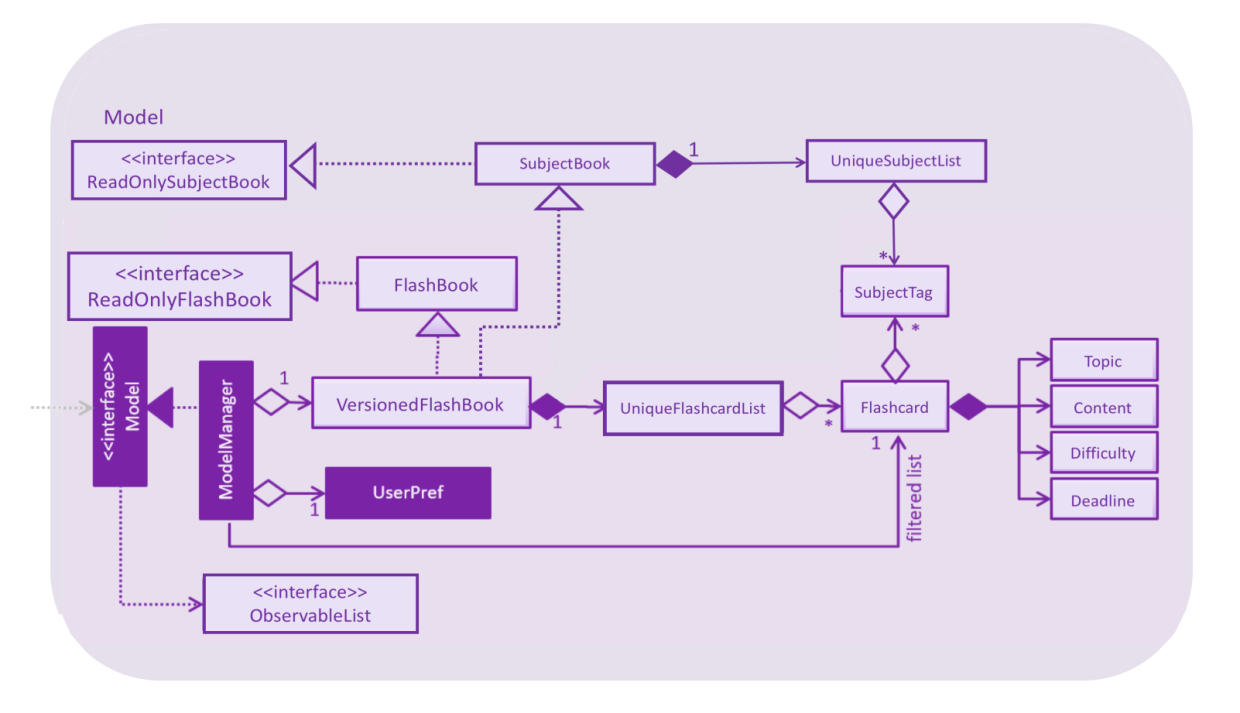 Model
<<interface>>
ReadOnlySubjectBook
SubjectBook
1
UniqueSubjectList
*
SubjectTag
*
<<interface>>
ReadOnlyFlashBook
FlashBook
<<interface>>
Model
ModelManager
1
VersionedFlashBook
1
UniqueFlashcardList
*
Flashcard
1
filtered list
Topic
Content
Difficulty
Deadline
1
UserPref
<<interface>>
ObservableList